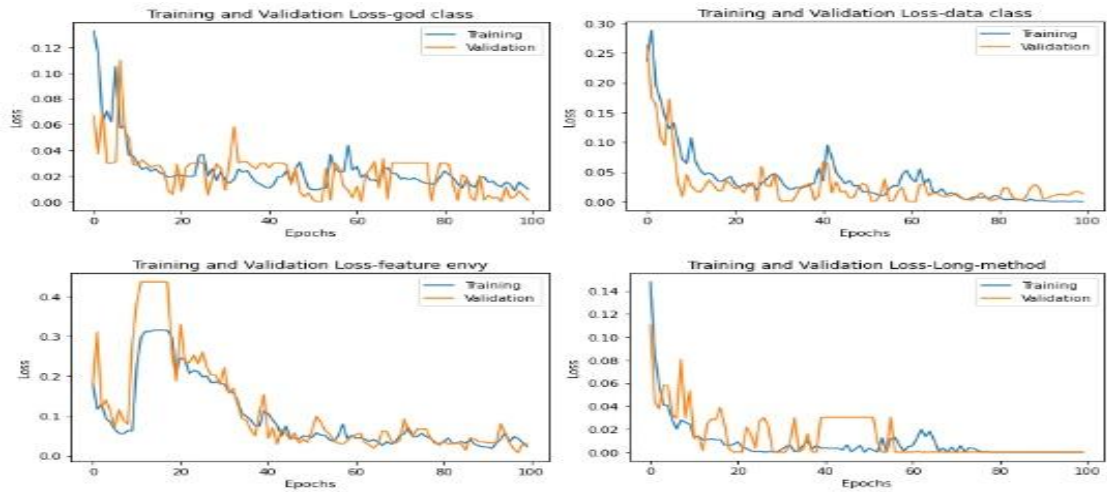 Training and Validation Loss-god class
Training
Validation
0.12
0.10
0.08
0.06
0.04
0.02
0.00
Loss
0 20 40 60 80 100
Epochs
Training and Validation Loss-data class
Training
Validation
0.30
0.25
0.20
0.15
0.10
0.05
0.00
Loss
0 20 40 60 80 100
Epochs
Training and Validation Loss-feature envy
Training
Validation
0.4
0.3
0.2
0.1
0.0
Loss
0 20 40 60 80 100
Epochs
Training and Validation Loss-Long-method
Training
Validation
0.14
0.12
0.10
0.08
0.06
0.04
0.02
0.00
Loss
0 20 40 60 80 100
Epochs